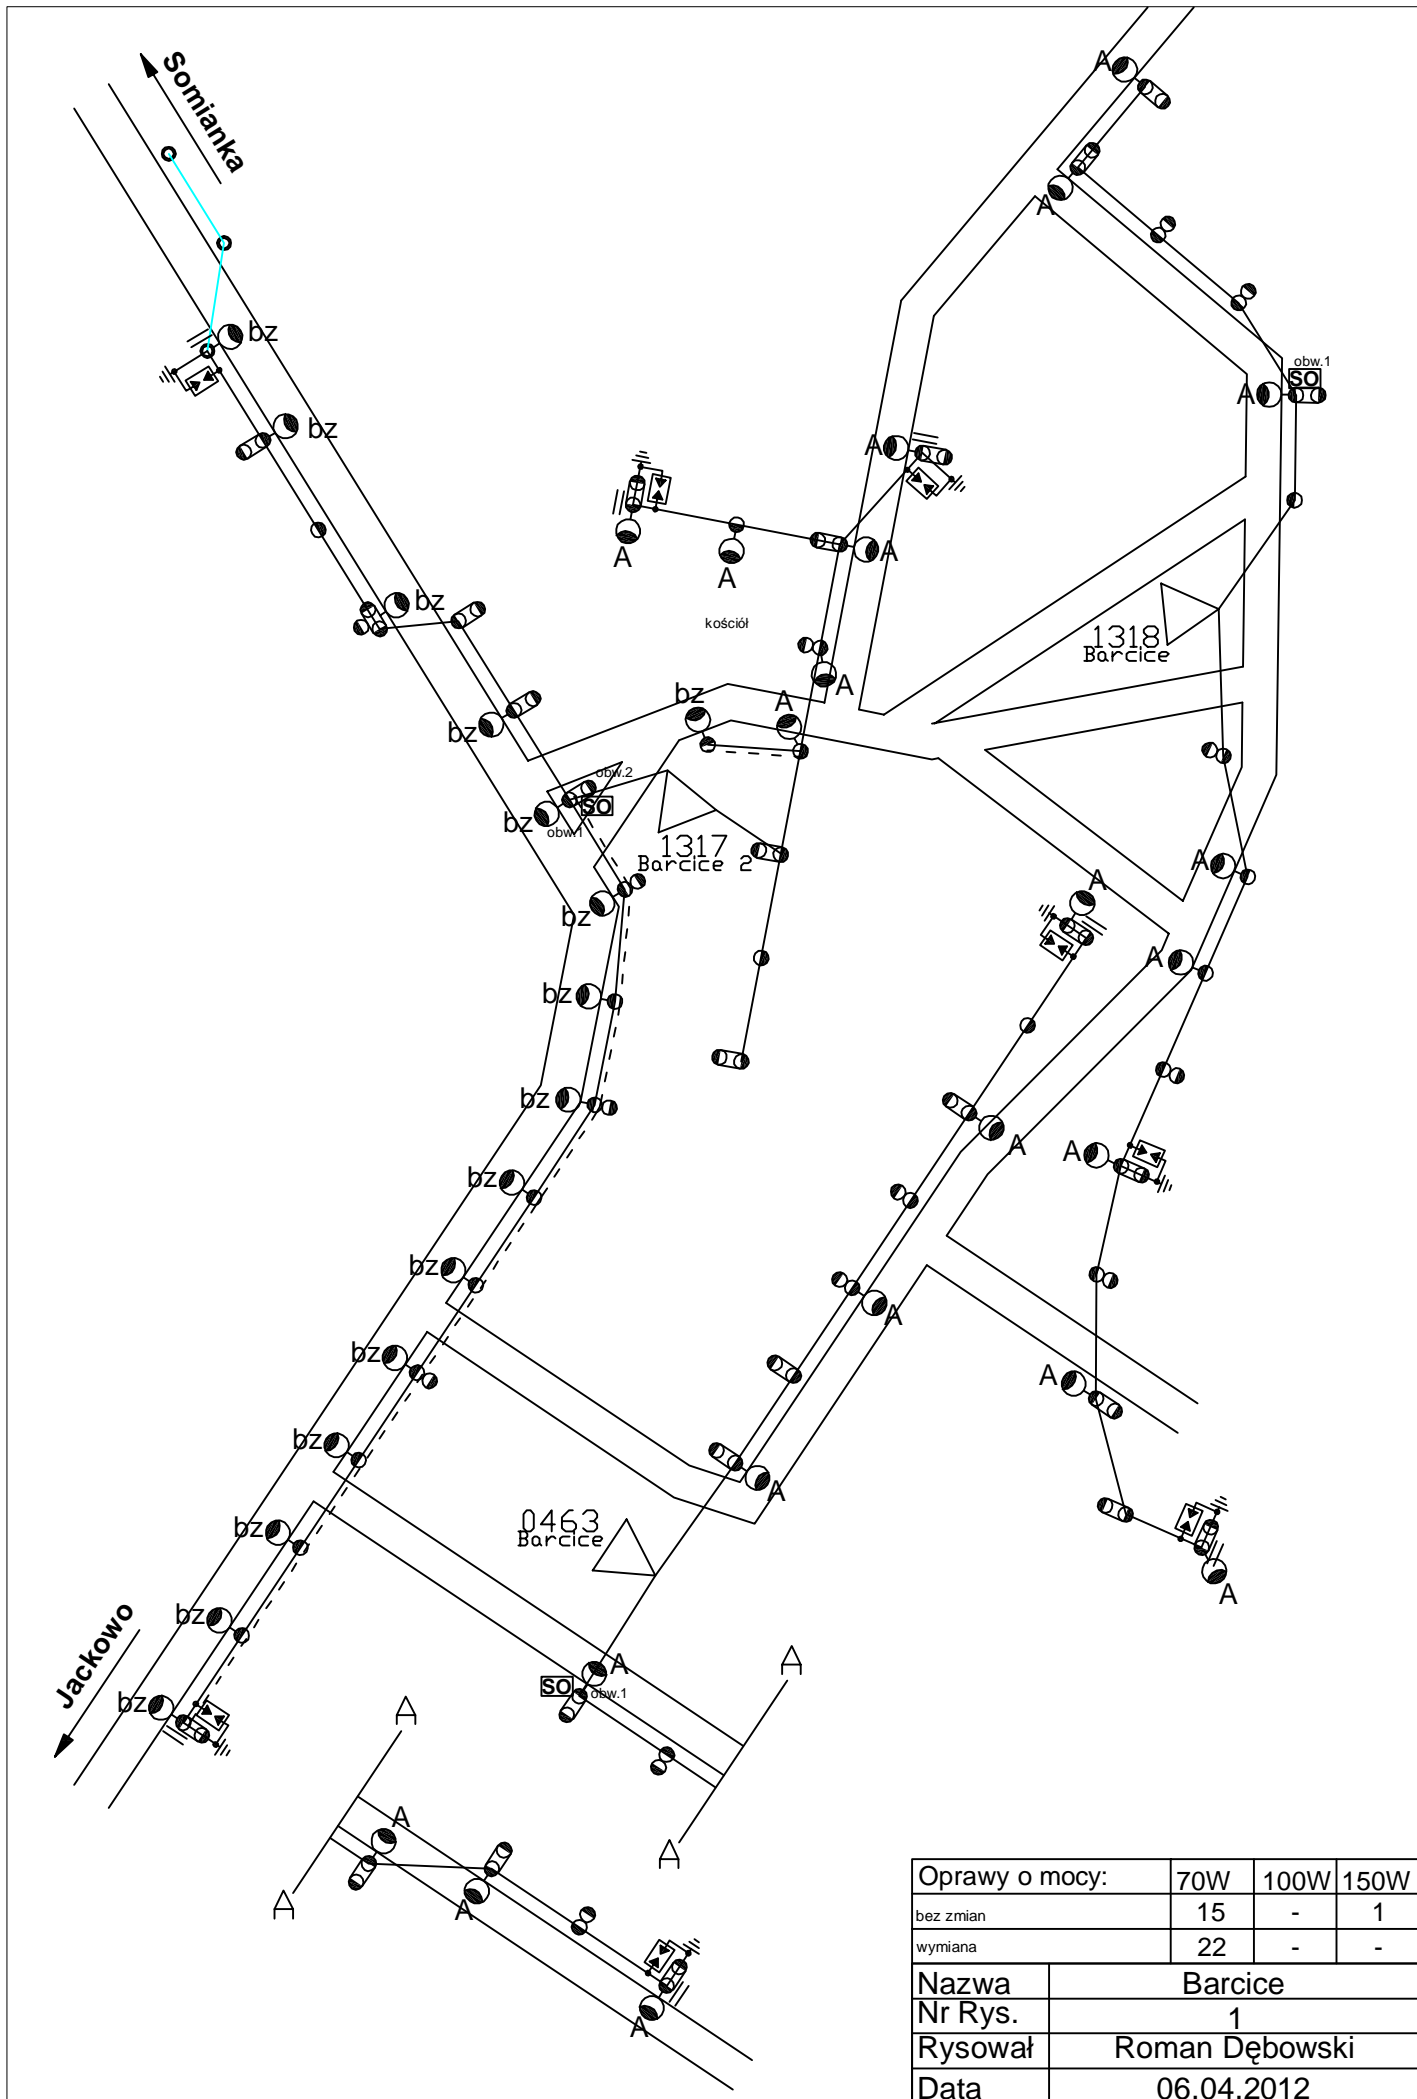 Somianka
A
A
bz
bz
obw.1
SO
A
A
A
A
A
bz
kościół
1318
Barcice
A
bz
A
bz
obw.2
SO
bz
obw.1
1317
Barcice 2
A
A
bz
A
bz
bz
A
A
bz
bz
A
A
bz
bz
A
0463
Barcice
bz
A
bz
Jackowo
bz
A
A
SO
obw.1
A
A
A
A
A
A
A
Oprawy o mocy: 70W 100W 150W
bez zmian 15 - 1
wymiana 22 - -
Nazwa Barcice
Nr Rys. 1
Rysował Roman Dębowski
Data 06.04.2012